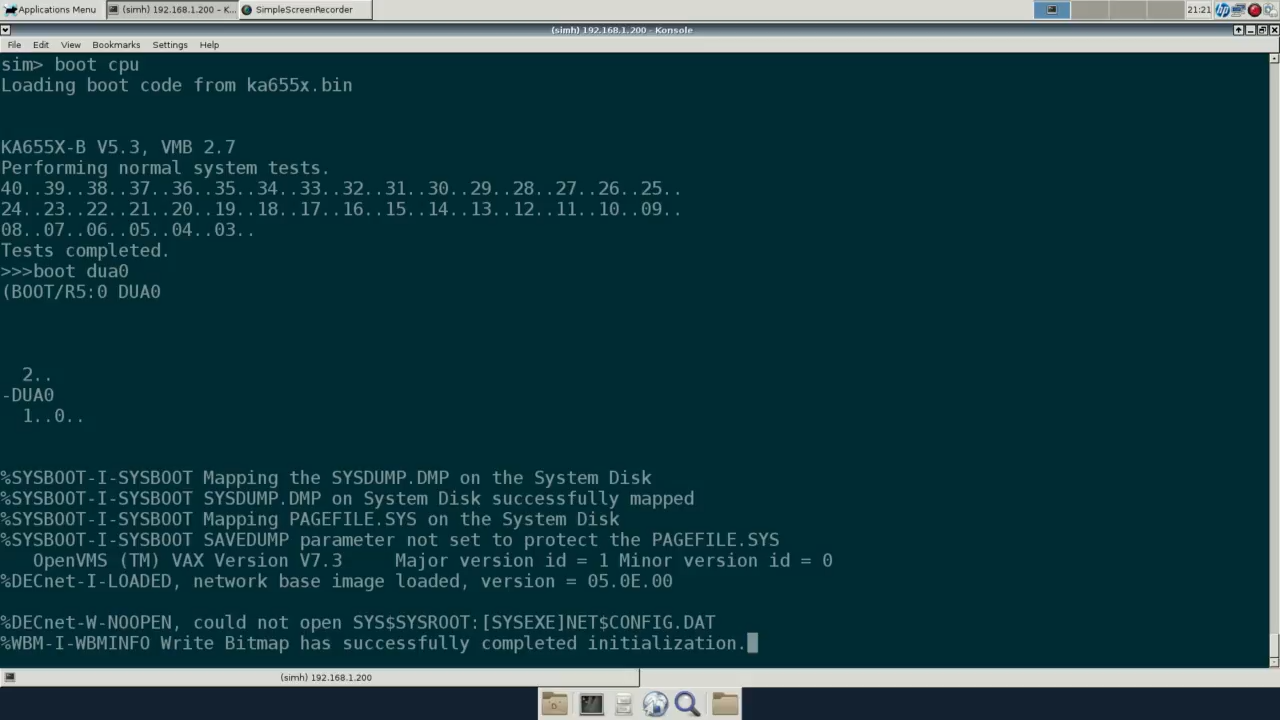 Applications Menu
(simh) 192.168.1.200 - K...
SimpleScreenRecorder
21:21
(simh) 192.168.1.200 - Konsole
File Edit View Bookmarks Settings Help
sim> boot cpu
Loading boot code from ka655x.bin
KA655X-B V5.3, VMB 2.7
Performing normal system tests.
40..39..38..37..36..35..34..33..32..31..30..29..28..27..26..25..
24..23..22..21..20..19..18..17..16..15..14..13..12..11..10..09..
08..07..06..05..04..03..
Tests completed.
>>>boot dua0
(BOOT/R5:0 DUA0
2..
-DUA0
1..0..
%SYSBOOT-I-SYSBOOT Mapping the SYSDUMP.DMP on the System Disk
%SYSBOOT-I-SYSBOOT SYSDUMP.DMP on System Disk successfully mapped
%SYSBOOT-I-SYSBOOT Mapping PAGEFILE.SYS on the System Disk
%SYSBOOT-I-SYSBOOT SAVEDUMP parameter not set to protect the PAGEFILE.SYS
OpenVMS (TM) VAX Version V7.3     Major version id = 1 Minor version id = 0
%DECnet-I-LOADED, network base image loaded, version = 05.0E.00
%DECnet-W-NOOPEN, could not open SYS$SYSROOT:[SYSEXE]NET$CONFIG.DAT
%WBM-I-WBMINFO Write Bitmap has successfully completed initialization.
(simh) 192.168.1.200